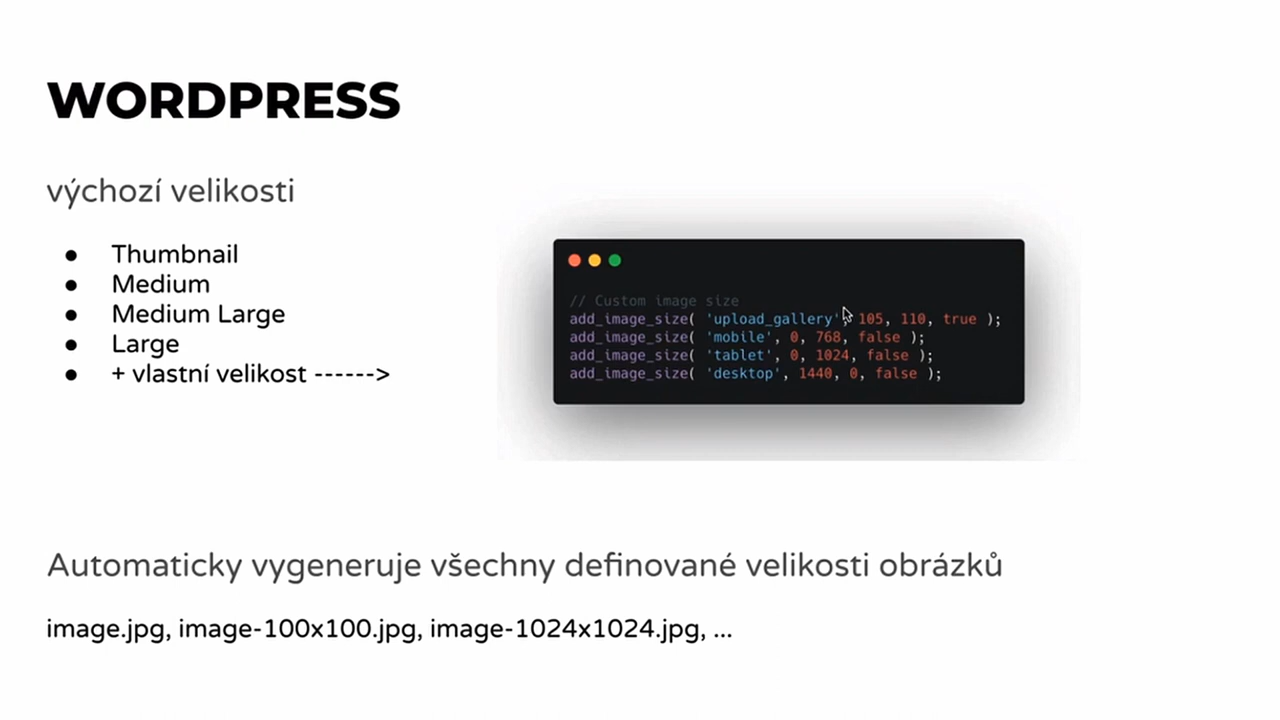 WORDPRESS
výchozí velikosti
● Thumbnail
● Medium
● Medium Large
● Large
● + vlastní velikost ------>
// Custom image size
add_image_size( 'upload_gallery', 105, 110, true );
add_image_size( 'mobile', 0, 768, false );
add_image_size( 'tablet', 0, 1024, false );
add_image_size( 'desktop', 1440, 0, false );
Automaticky vygeneruje všechny definované velikosti obrázků
image.jpg, image-100x100.jpg, image-1024x1024.jpg, ...